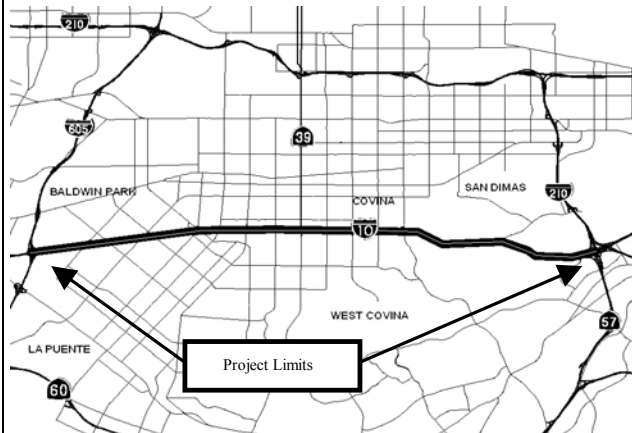 210
605
39
BALDWIN PARK
SAN DIMAS
210
COVINA
10
WEST COVINA
57
LA PUENTE
Project Limits
60